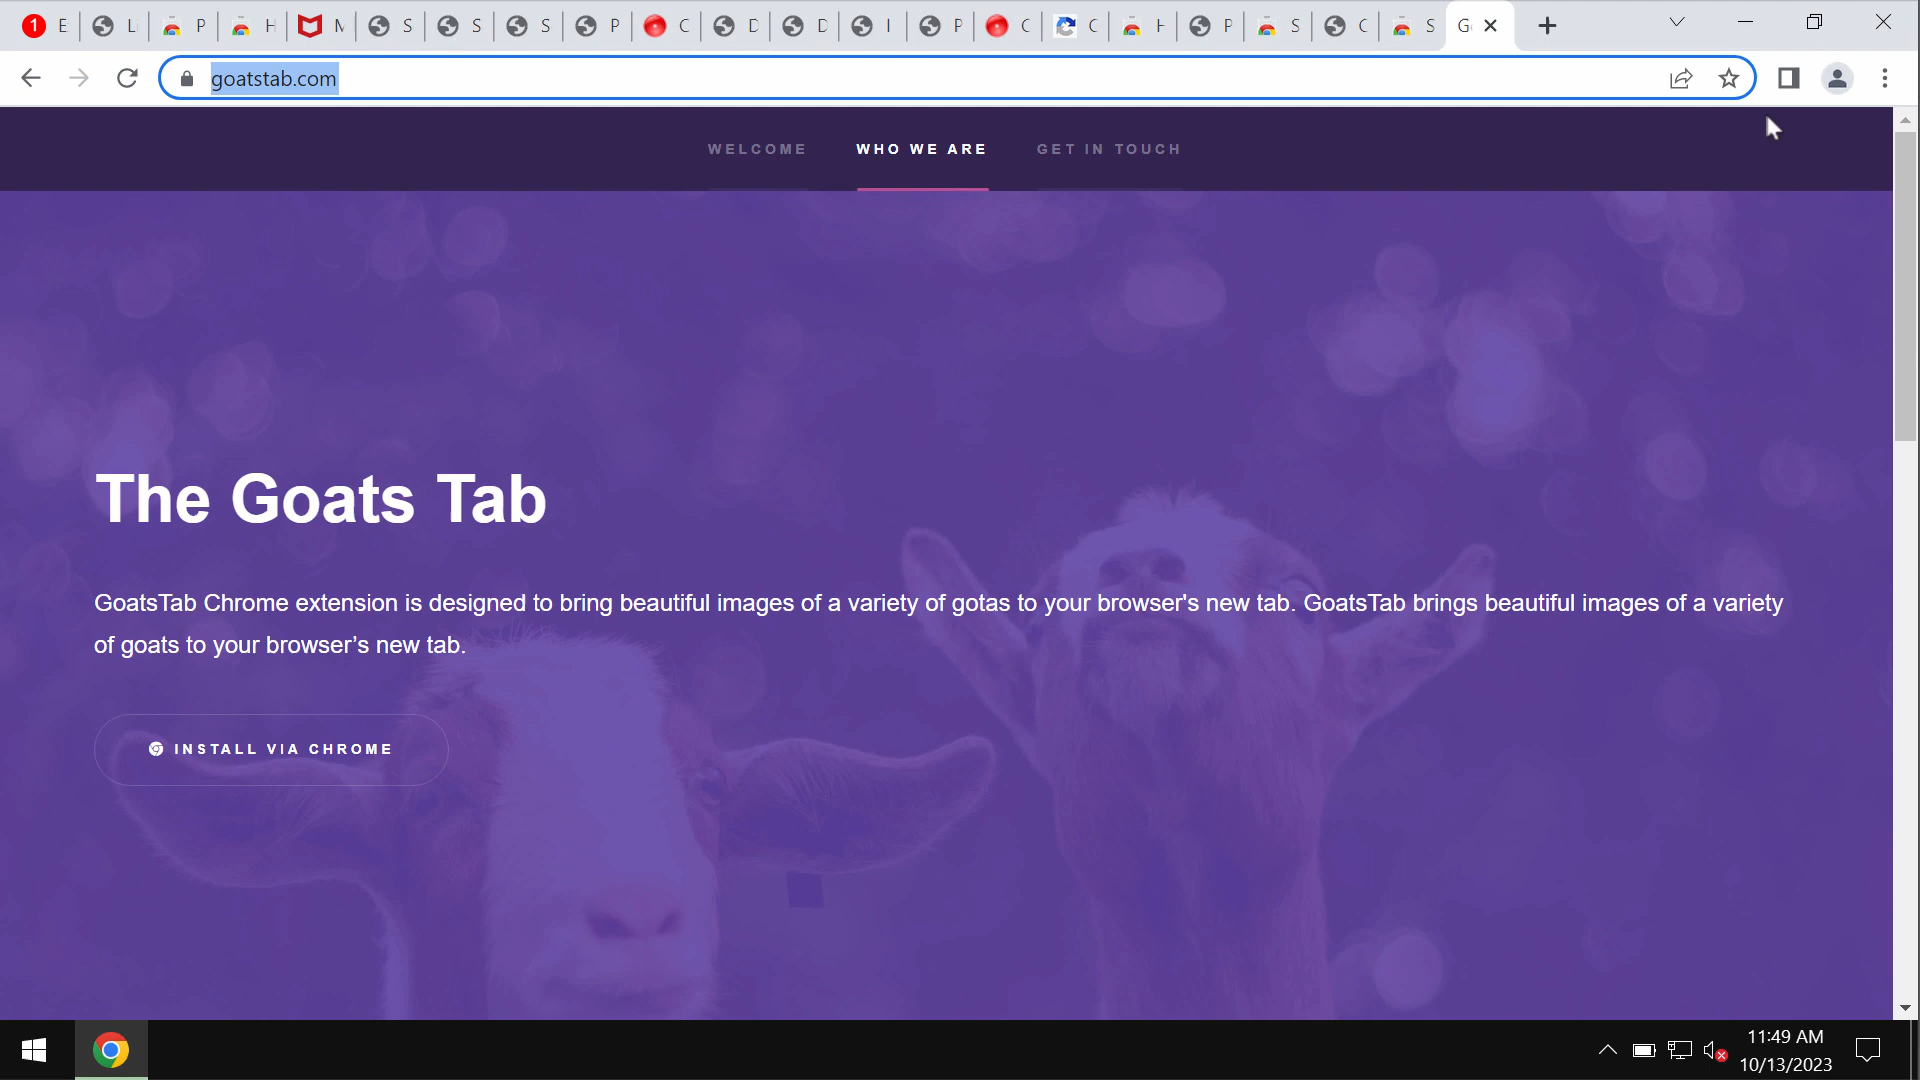 1 E L P H M S S S P C D D I P C C H P S C S G
goatstab.com
WELCOME WHO WE ARE GET IN TOUCH
The Goats Tab
GoatsTab Chrome extension is designed to bring beautiful images of a variety of gotas to your browser's new tab. GoatsTab brings beautiful images of a variety
of goats to your browser’s new tab.
INSTALL VIA CHROME
11:49 AM
10/13/2023